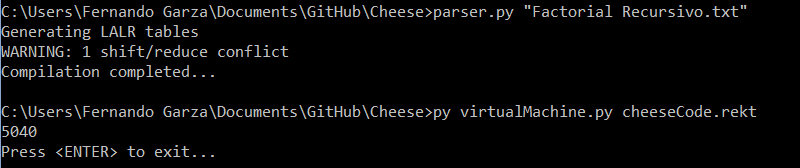 C:\Users\Fernando Garza\Documents\GitHub\Cheese>parser.py "Factorial Recursivo.txt"
Generating LALR tables
WARNING: 1 shift/reduce conflict
Compilation completed...
C:\Users\Fernando Garza\Documents\GitHub\Cheese>py virtualMachine.py cheeseCode.rekt
5040
Press <ENTER> to exit...